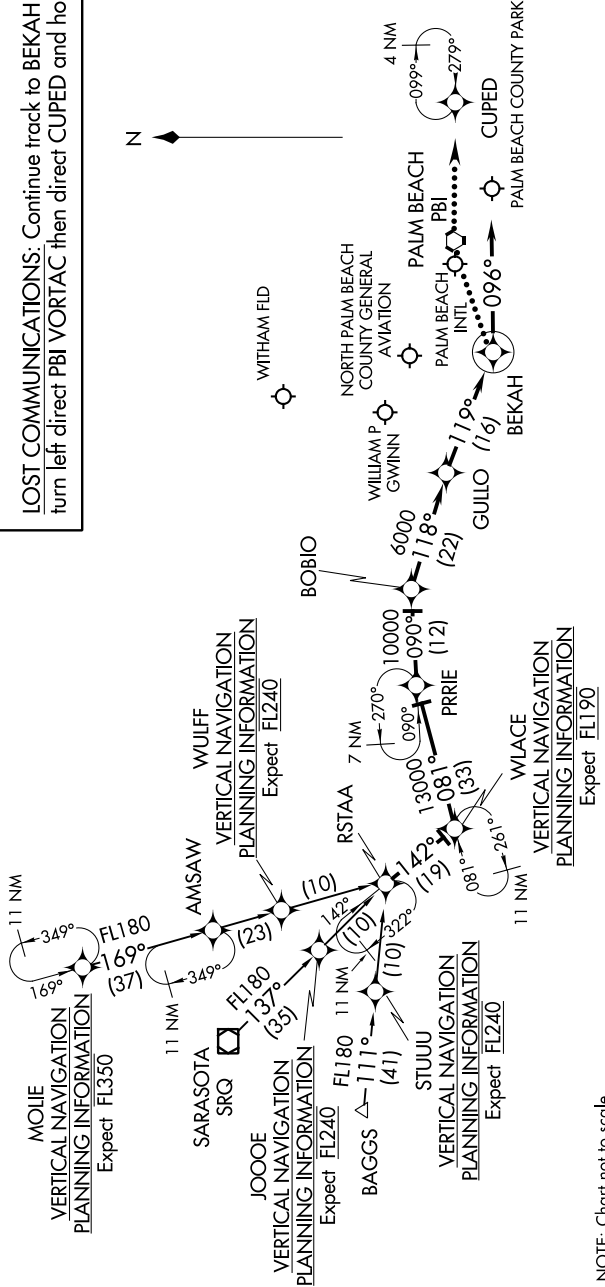 LOST COMMUNICATIONS: Continue track to BEKAH
turn left direct PBI VORTAC then direct CUPED and ho
N
MOLIE
VERTICAL NAVIGATION
PLANNING INFORMATION
Expect FL350
11 NM
349°
169°
FL180
169°
(37)
AMSAW
11 NM
349°
(23)
WULFF
VERTICAL NAVIGATION
PLANNING INFORMATION
Expect FL240
(10)
SARASOTA
SRQ
FL180
137°
(35)
JOOOE
VERTICAL NAVIGATION
PLANNING INFORMATION
Expect FL240
142°
(10)
BAGGS
FL180
111°
(41)
STUUU
VERTICAL NAVIGATION
PLANNING INFORMATION
Expect FL240
(10)
11 NM
322°
RSTAA
142°
(19)
WLACE
VERTICAL NAVIGATION
PLANNING INFORMATION
Expect FL190
081°
261°
11 NM
13000
081°
(33)
PRRIE
7 NM
270°
090°
10000
090°
(12)
BOBIO
6000
118°
(22)
GULLO
119°
(16)
BEKAH
096°
WITHAM FLD
WILLIAM P
GWINN
NORTH PALM BEACH
COUNTY GENERAL
AVIATION
PALM BEACH
INTL
PALM BEACH
PBI
PALM BEACH COUNTY PARK
CUPED
4 NM
099°
279°
NOTE: Chart not to scale